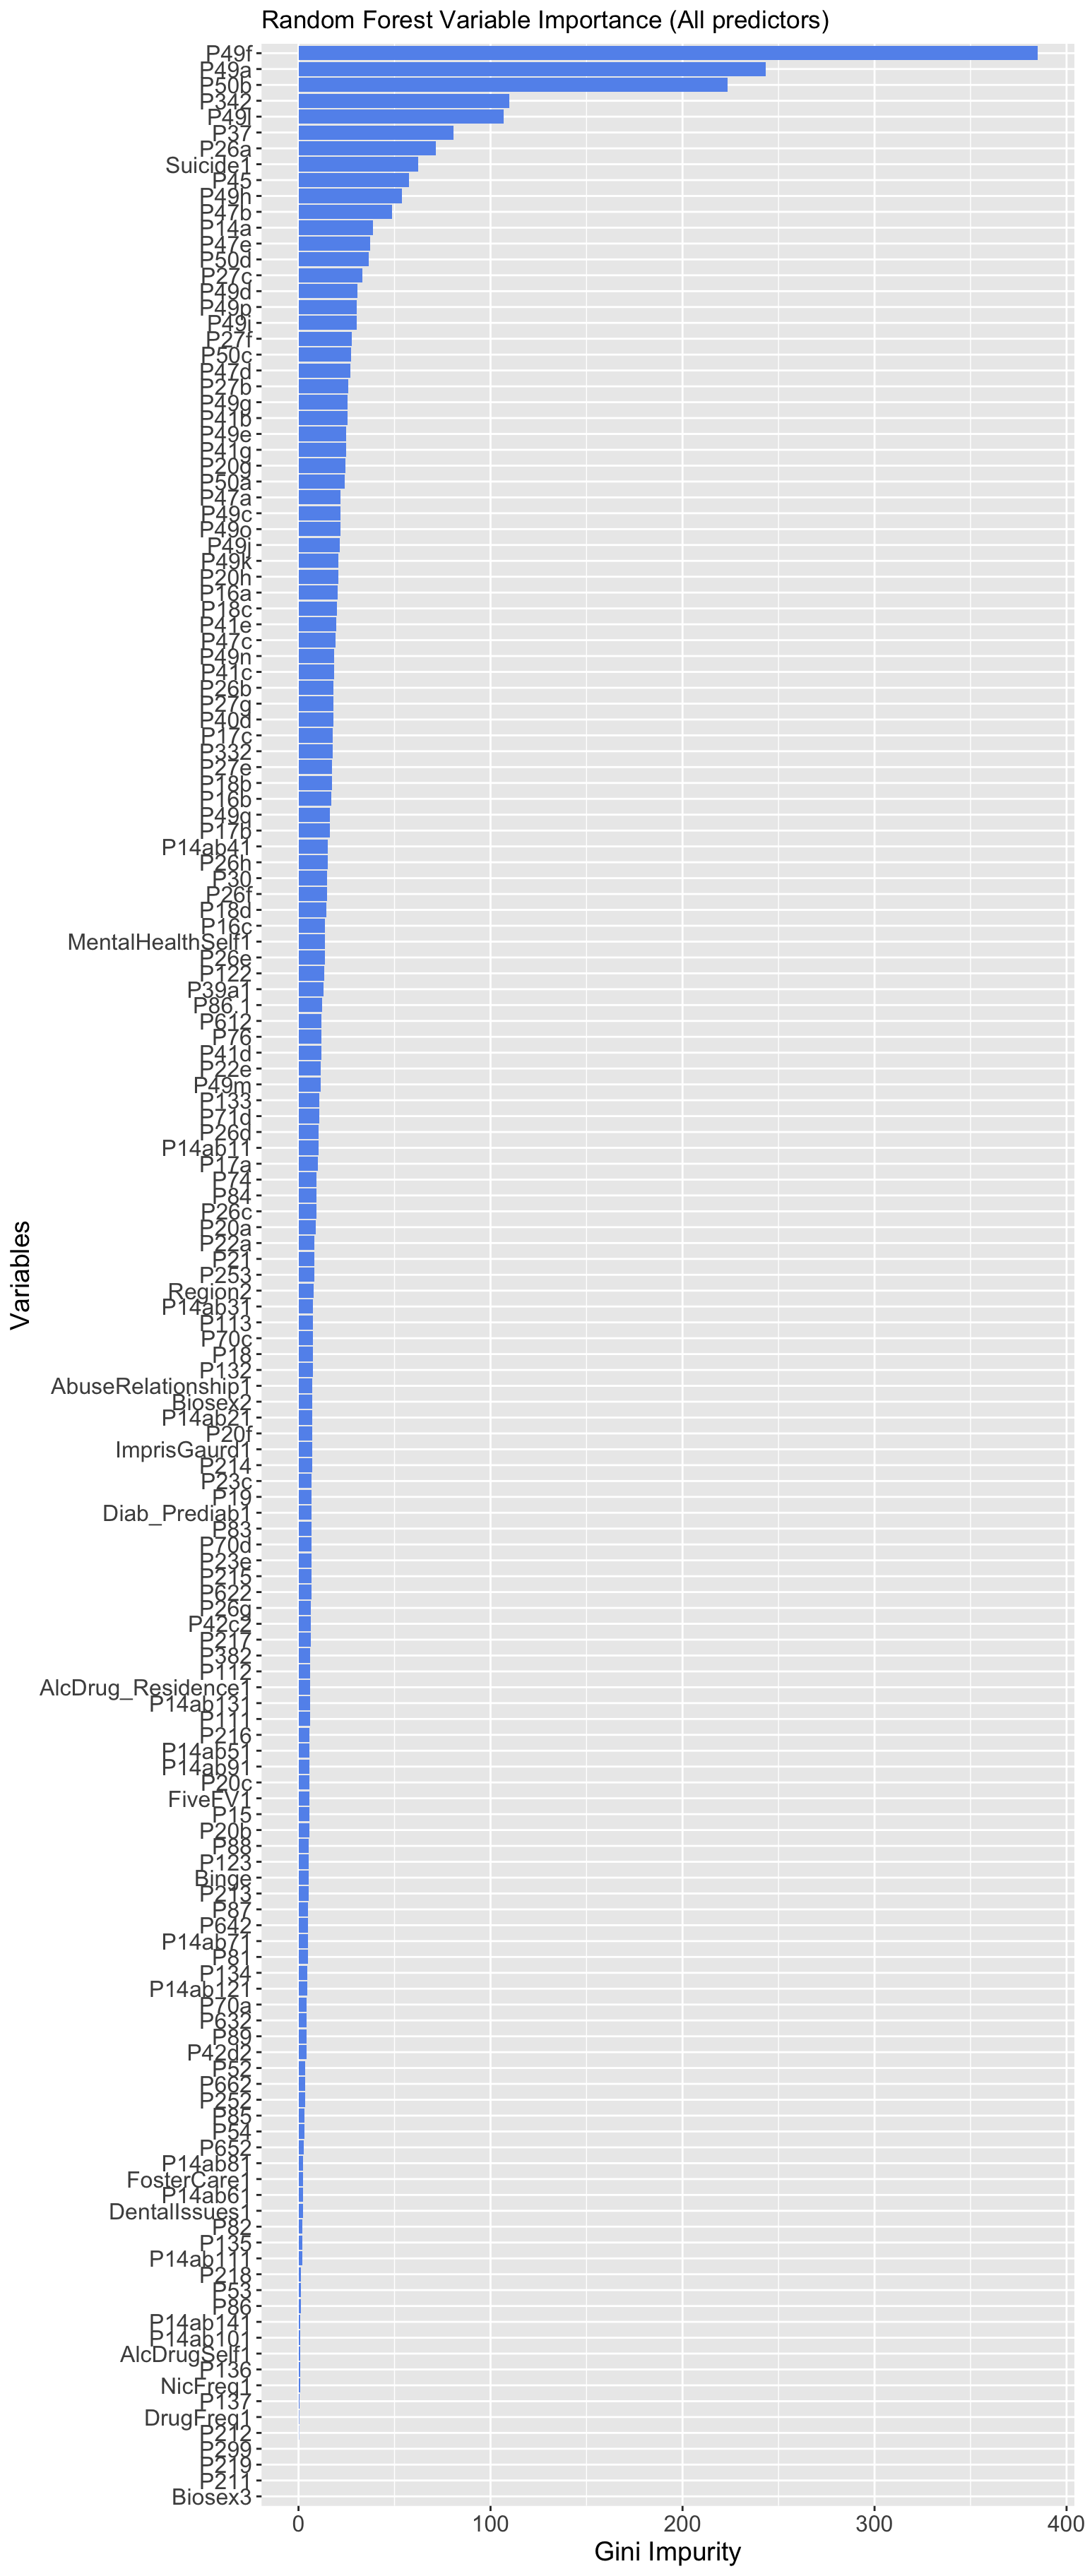 Random Forest Variable Importance (All predictors)
P49f
P49a
P50b
P342
P49l
P37
P26a
Suicide1
P45
P49h
P47b
P14a
P47e
P50d
P27c
P49d
P49p
P49i
P27f
P50c
P47d
P27b
P49g
P41b
P49e
P41g
P20g
P50a
P47a
P49c
P49o
P49j
P49k
P20h
P16a
P18c
P41e
P47c
P49n
P41c
P26b
P27g
P40d
P17c
P332
P27e
P18b
P16b
P49q
P17b
P14ab41
P26h
P30
P26f
P18d
P16c
MentalHealthSelf1
P26e
P122
P39a1
P86.1
P612
P76
P41d
P22e
P49m
P133
P71d
P26d
P14ab11
P17a
P74
P84
P26c
P20a
P22a
P21
P253
Region2
P14ab31
P113
P70c
P18
P132
AbuseRelationship1
Biosex2
P14ab21
P20f
ImprisGaurd1
P214
P23c
P19
Diab_Prediab1
P83
P70d
P23e
P215
P622
P26g
P42c2
P217
P382
P112
AlcDrug_Residence1
P14ab131
P111
P216
P14ab51
P14ab91
P20c
FiveFV1
P15
P20b
P88
P123
Binge
P213
P87
P642
P14ab71
P81
P134
P14ab121
P70a
P632
P89
P42d2
P52
P662
P252
P85
P54
P652
P14ab81
FosterCare1
P14ab61
DentalIssues1
P82
P135
P14ab111
P218
P53
P86
P14ab141
P14ab101
AlcDrugSelf1
P136
NicFreq1
P137
DrugFreq1
P212
P299
P219
P211
Biosex3
Variables
0 100 200 300 400
Gini Impurity